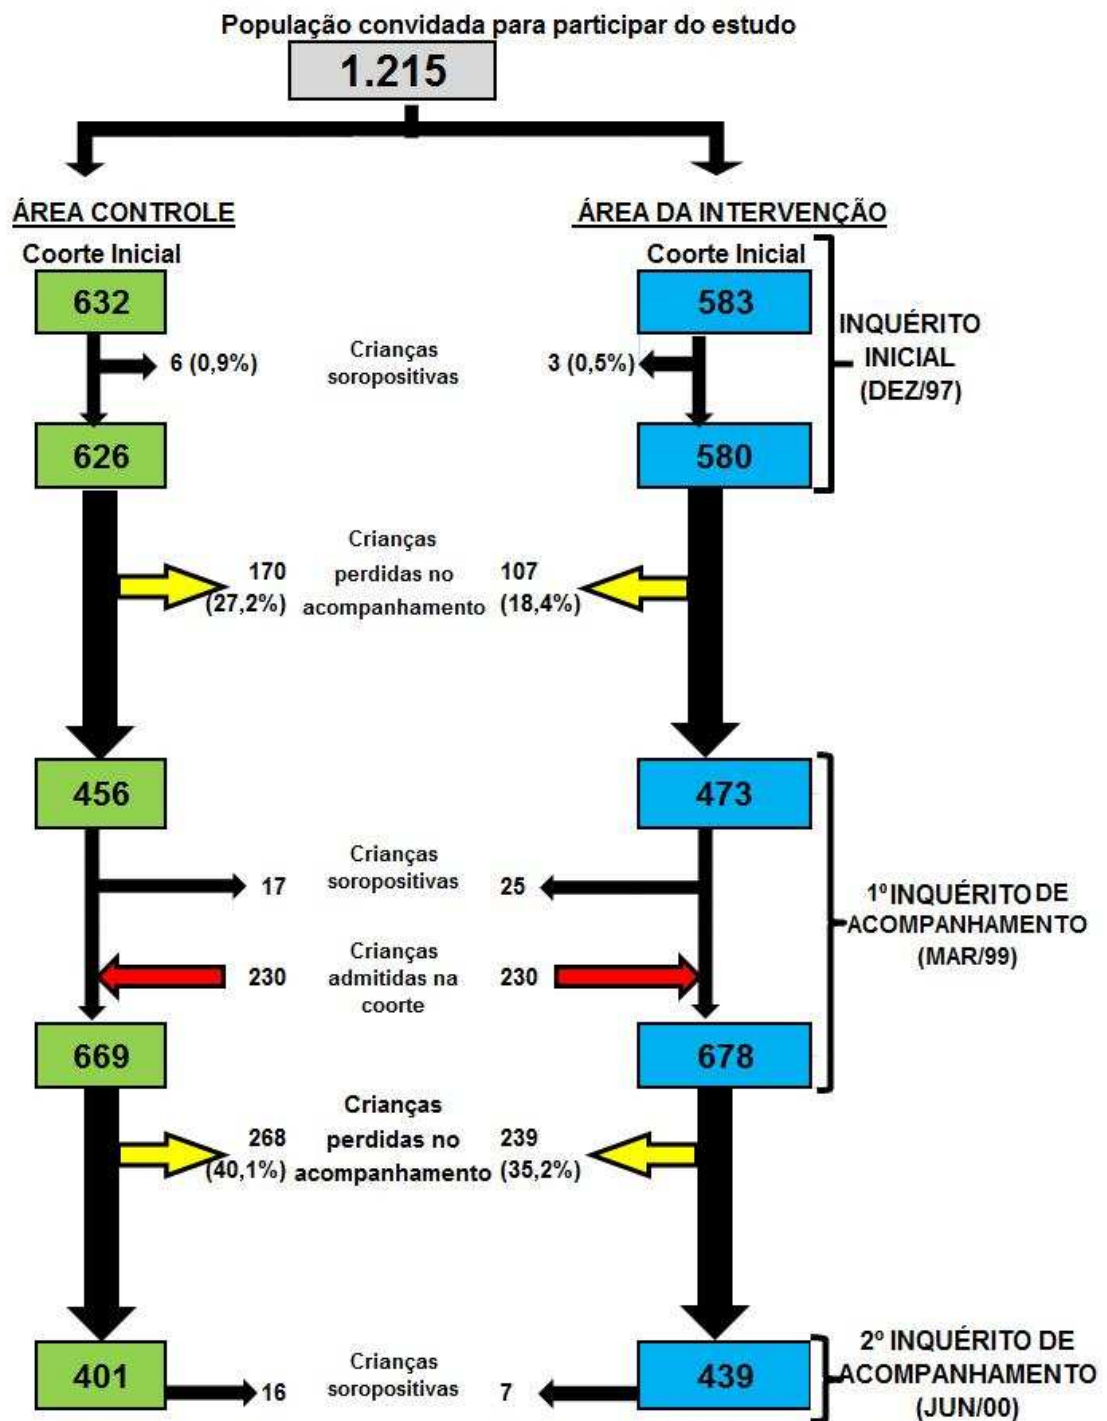 População convidada para participar do estudo
1.215
ÁREA CONTROLE
ÁREA DA INTERVENÇÃO
Coorte Inicial
Coorte Inicial
632
583
INQUÉRITO
INICIAL
(DEZ/97)
6 (0,9%)
Crianças
soropositivas
3 (0,5%)
626
580
Crianças
perdidas no
acompanhamento
170
(27,2%)
107
(18,4%)
456
473
Crianças
soropositivas
17
25
1º INQUÉRITO DE
ACOMPANHAMENTO
(MAR/99)
Crianças
admitidas na
coorte
230
230
669
678
Crianças
perdidas no
acompanhamento
268
(40,1%)
239
(35,2%)
401
439
Crianças
soropositivas
16
7
2º INQUÉRITO DE
ACOMPANHAMENTO
(JUN/00)